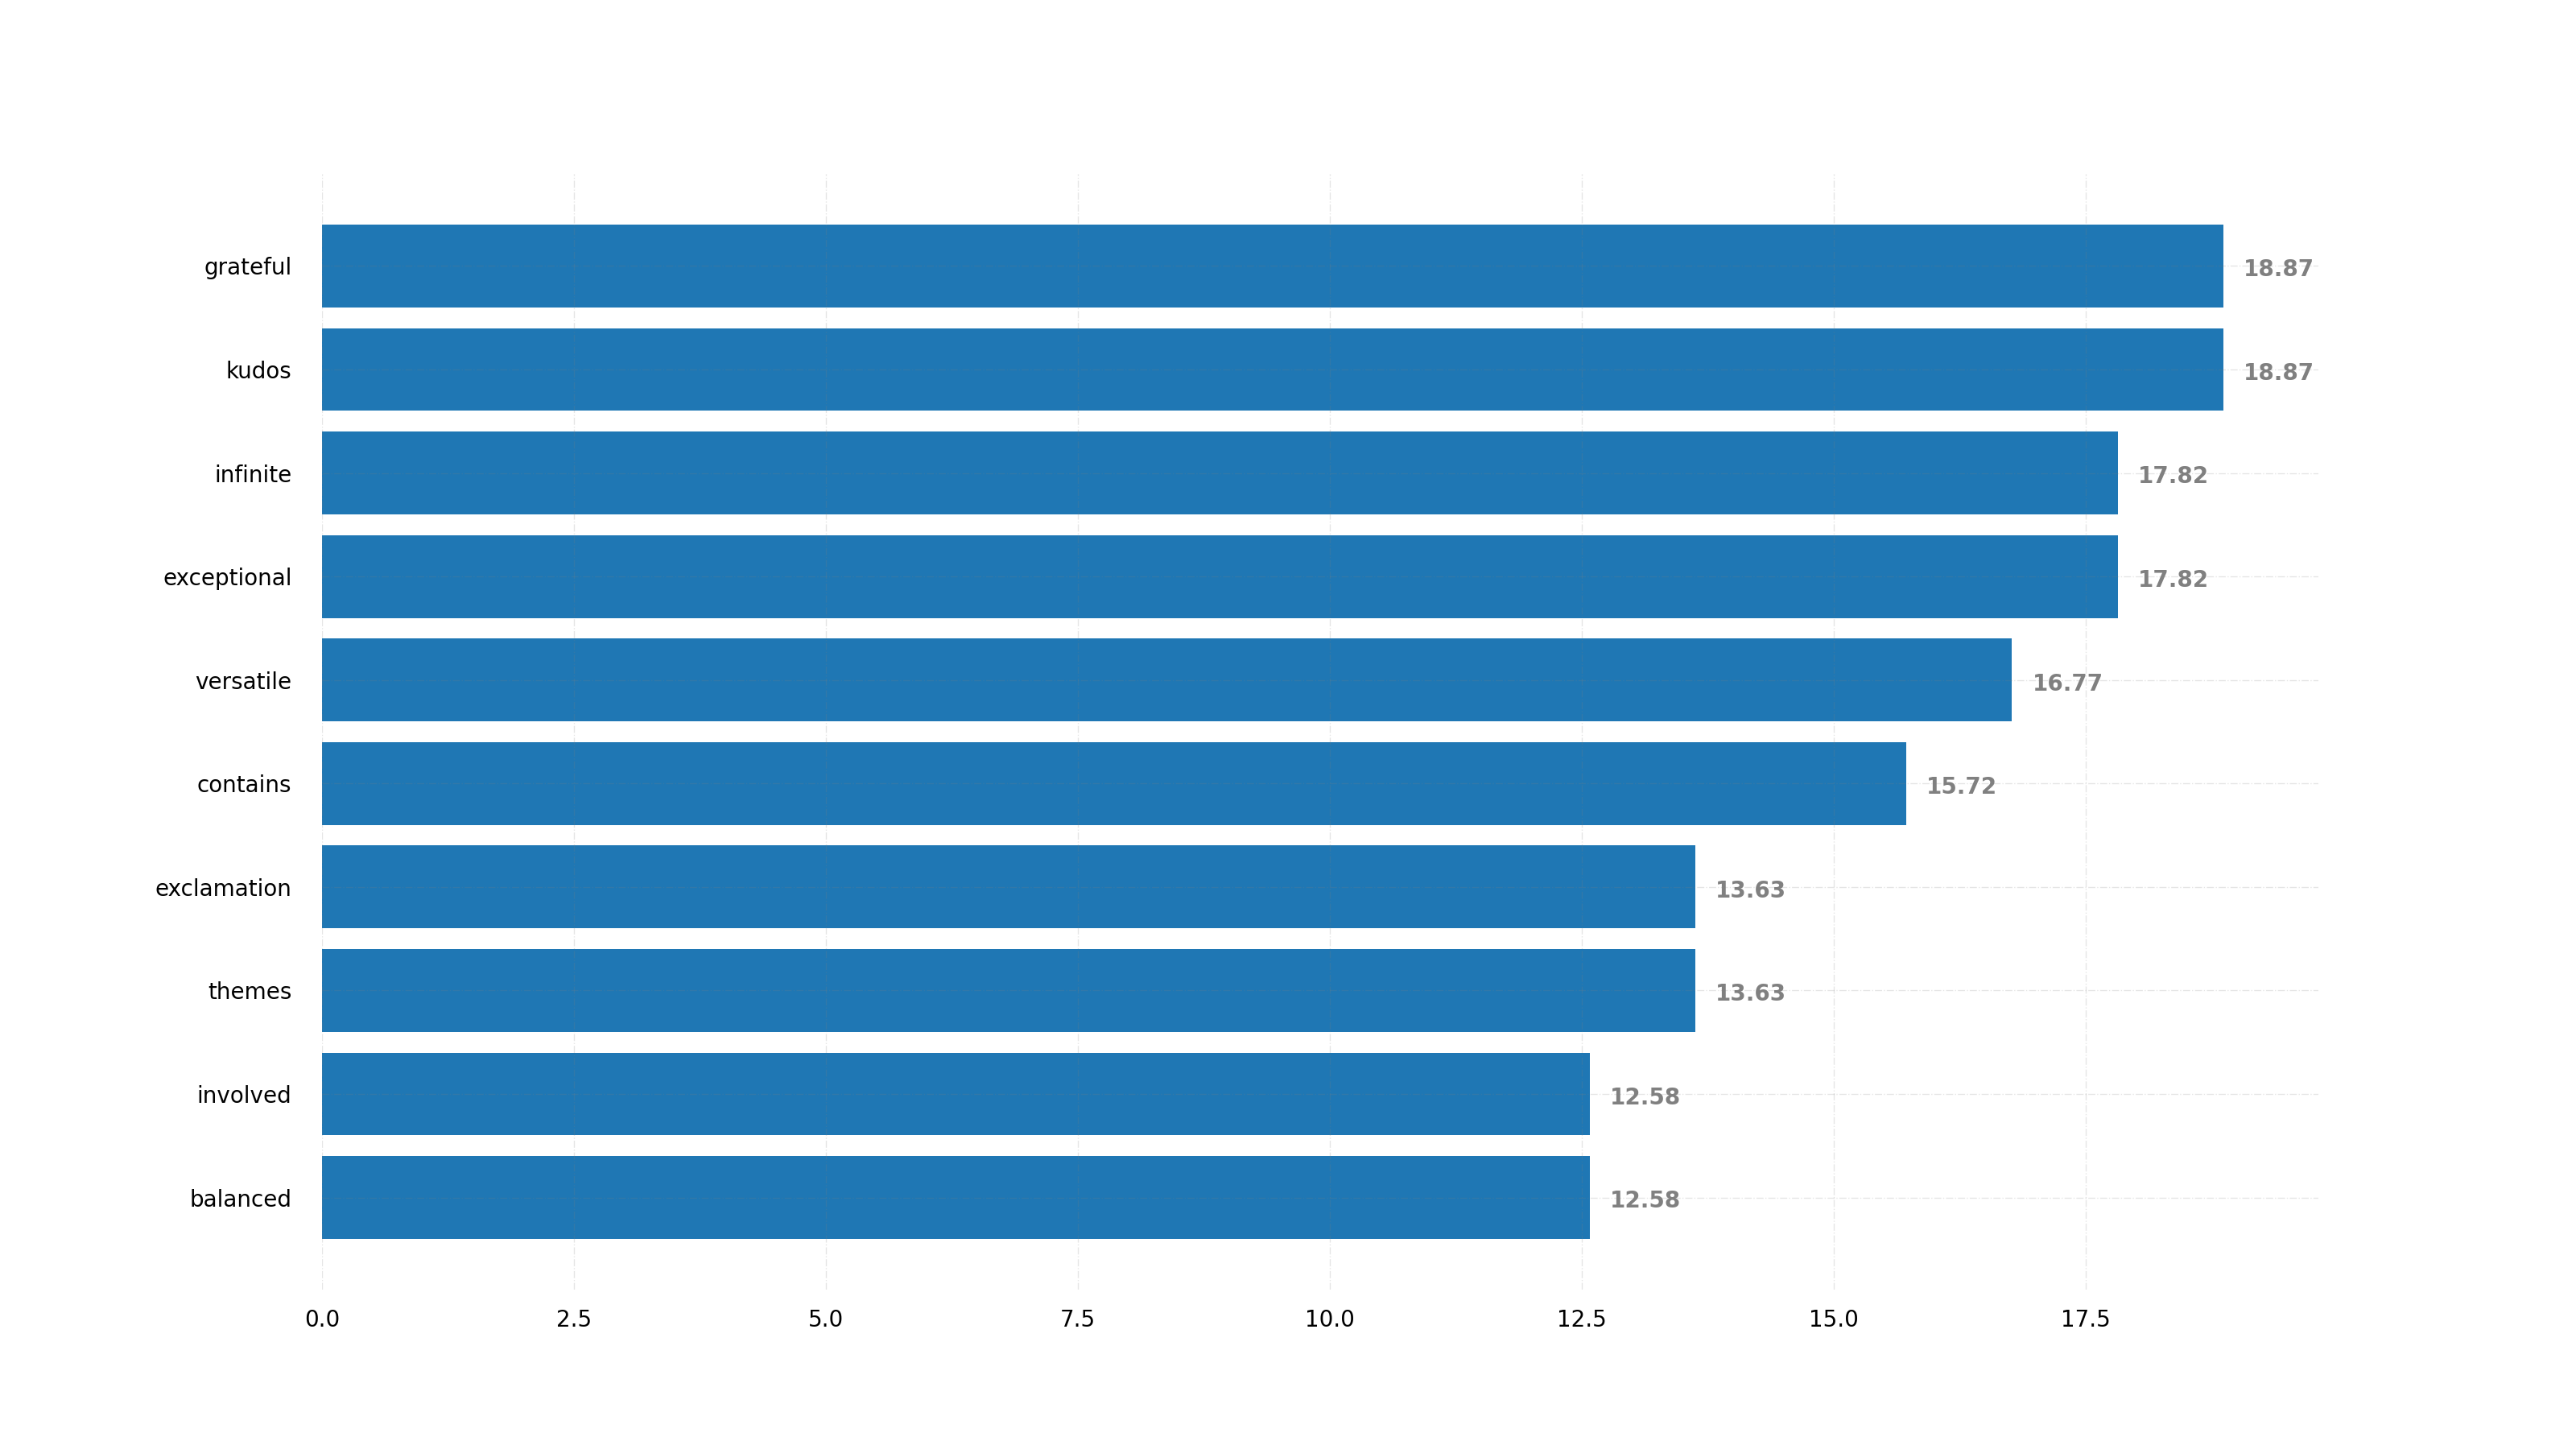 grateful 18.87
kudos 18.87
infinite 17.82
exceptional 17.82
versatile 16.77
contains 15.72
exclamation 13.63
themes 13.63
involved 12.58
balanced 12.58
0.0 2.5 5.0 7.5 10.0 12.5 15.0 17.5